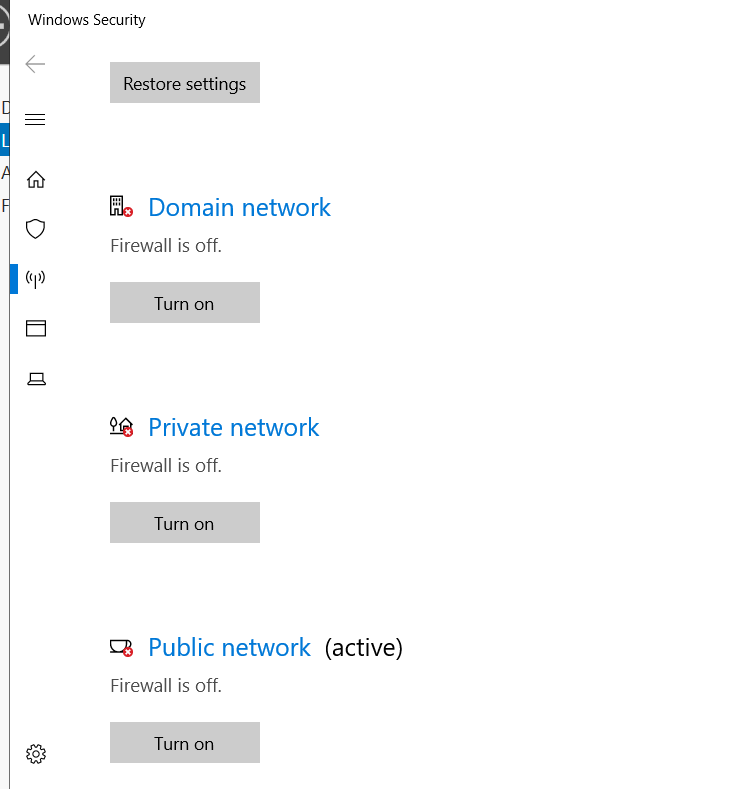 Windows Security
Restore settings
Domain network
Firewall is off.
Turn on
Private network
Firewall is off.
Turn on
Public network (active)
Firewall is off.
Turn on